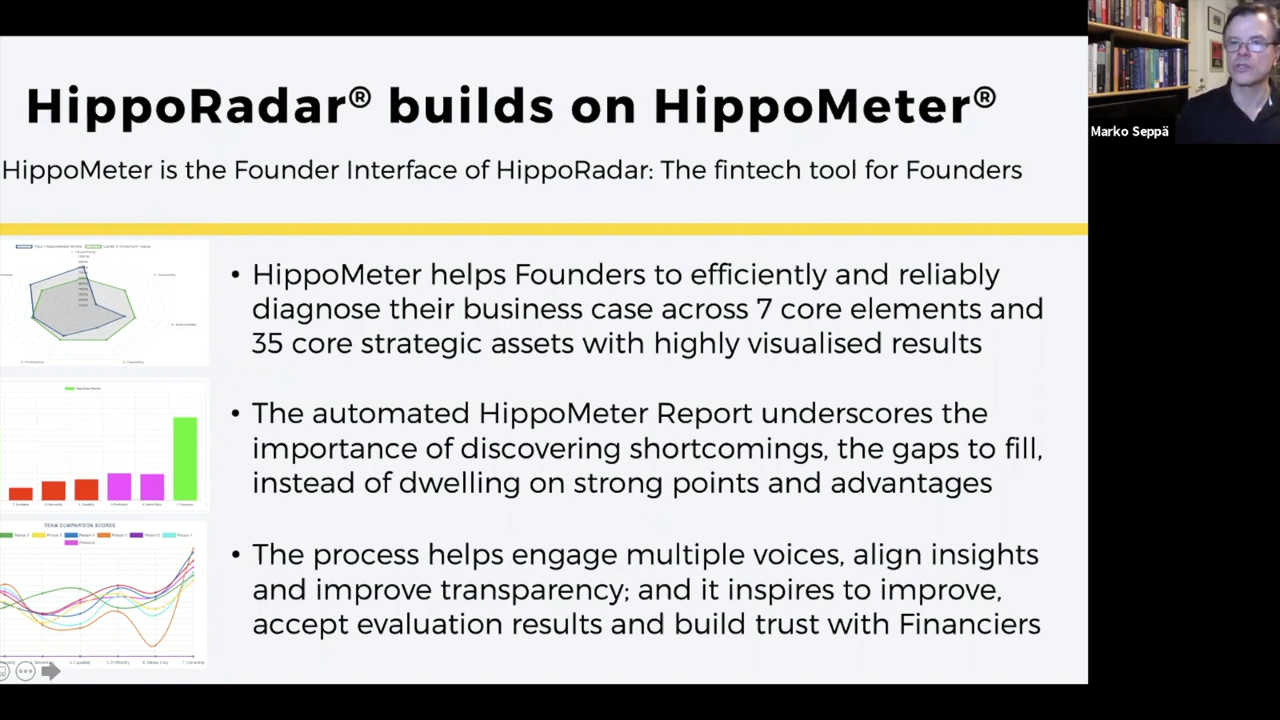 HippoRadar® builds on HippoMeter®
HippoMeter is the Founder Interface of HippoRadar: The fintech tool for Founders
Marko Seppä
• HippoMeter helps Founders to efficiently and reliably
diagnose their business case across 7 core elements and
35 core strategic assets with highly visualised results
• The automated HippoMeter Report underscores the
importance of discovering shortcomings, the gaps to fill,
instead of dwelling on strong points and advantages
• The process helps engage multiple voices, align insights
and improve transparency; and it inspires to improve,
accept evaluation results and build trust with Financiers
TEAM COMPARISON SCORES